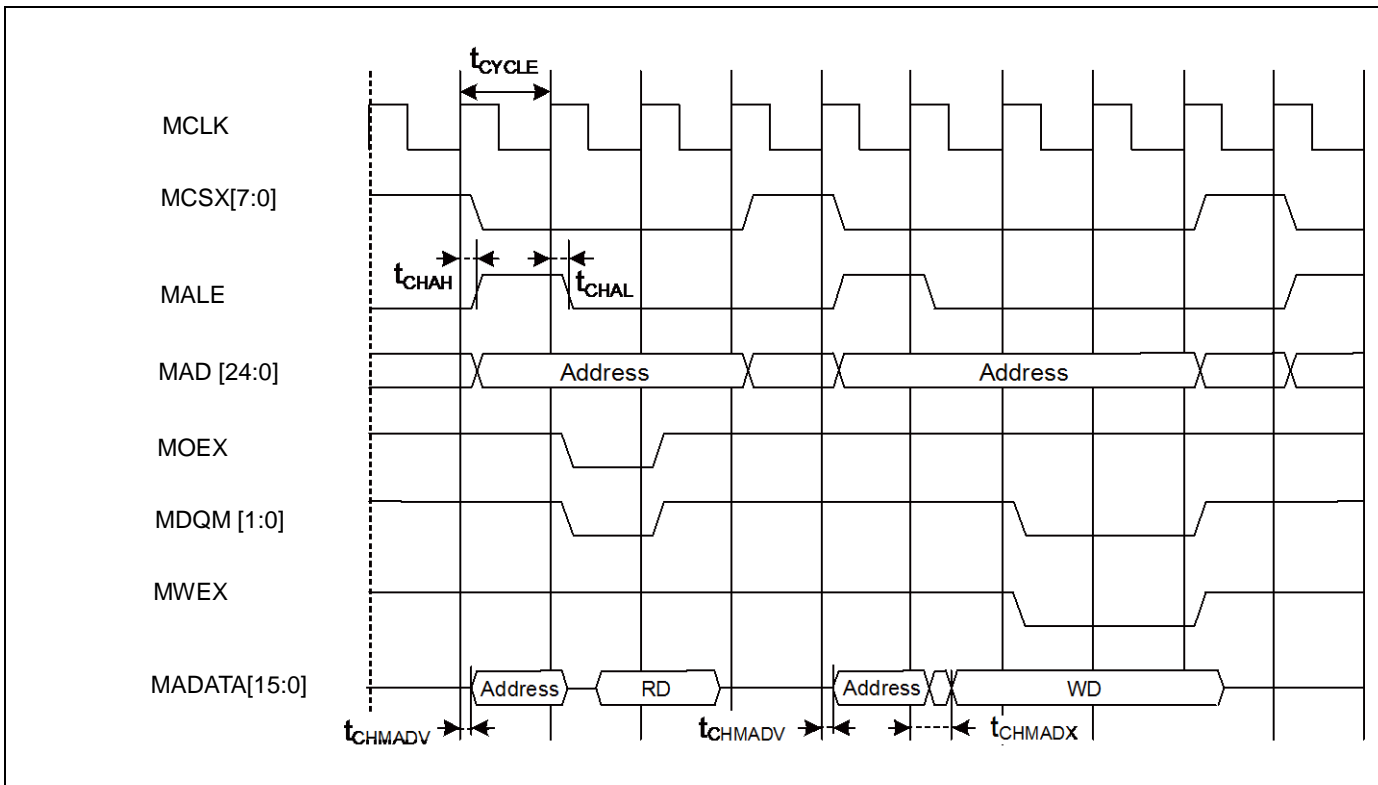 tCYCLE
MCLK
MCSX[7:0]
tCHAH
tCHAL
MALE
MAD [24:0]
Address
Address
MOEX
MDQM [1:0]
MWEX
MADATA[15:0]
Address
RD
Address
WD
tCHMADV
tCHMADV
tCHMADX